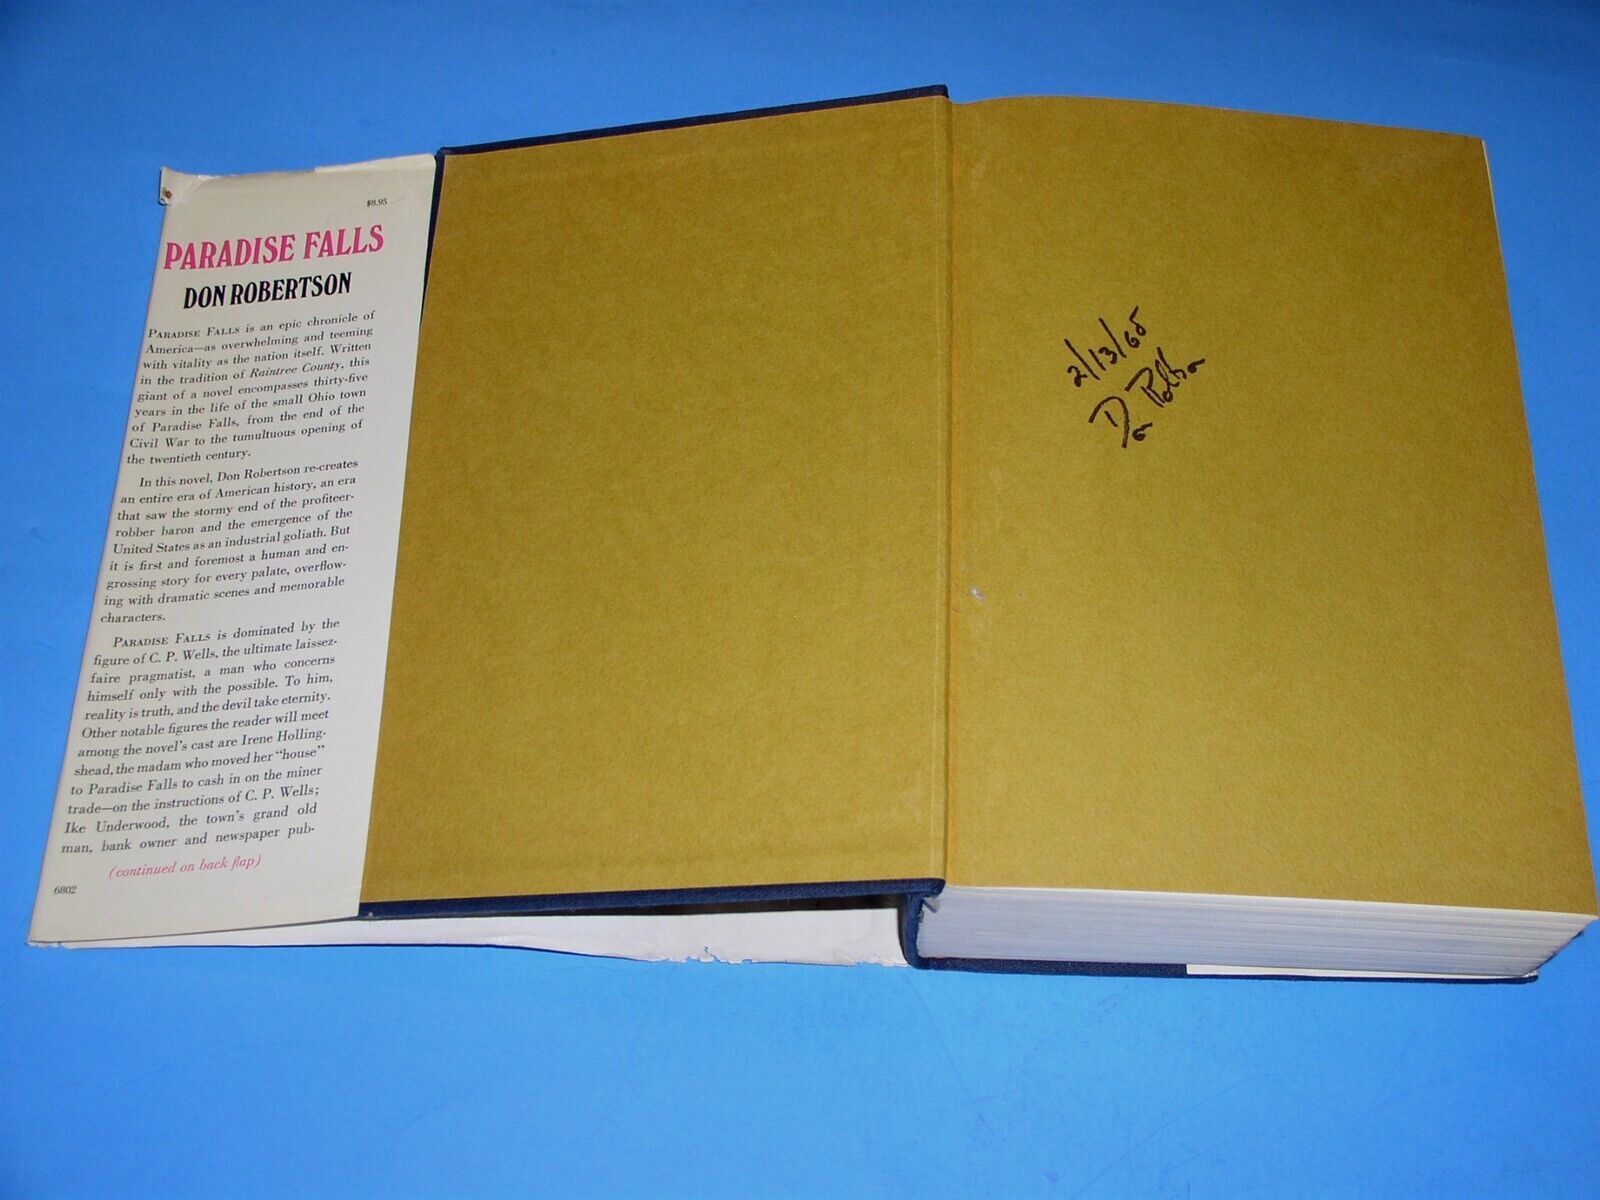 $8.95
PARADISE FALLS
DON ROBERTSON
PARADISE FALLS is an epic chronicle of
America—as overwhelming and teeming
with vitality as the nation itself. Written
in the tradition of Raintree County, this
giant of a novel encompasses thirty-five
years in the life of the small Ohio town
of Paradise Falls, from the end of the
Civil War to the tumultuous opening of
the twentieth century.
In this novel, Don Robertson re-creates
an entire era of American history, an era
that saw the stormy end of the profiteer-
robber baron and the emergence of the
United States as an industrial goliath. But
it is first and foremost a human and en-
grossing story for every palate, overflow-
ing with dramatic scenes and memorable
characters.
PARADISE FALLS is dominated by the
figure of C. P. Wells, the ultimate laissez-
faire pragmatist, a man who concerns
himself only with the possible. To him,
reality is truth, and the devil take eternity.
Other notable figures the reader will meet
among the novel's cast are Irene Holling-
shead, the madam who moved her "house"
to Paradise Falls to cash in on the miner
trade—on the instructions of C. P. Wells;
Ike Underwood, the town's grand old
man, bank owner and newspaper pub-
(continued on back flap)
6802
2/13/68